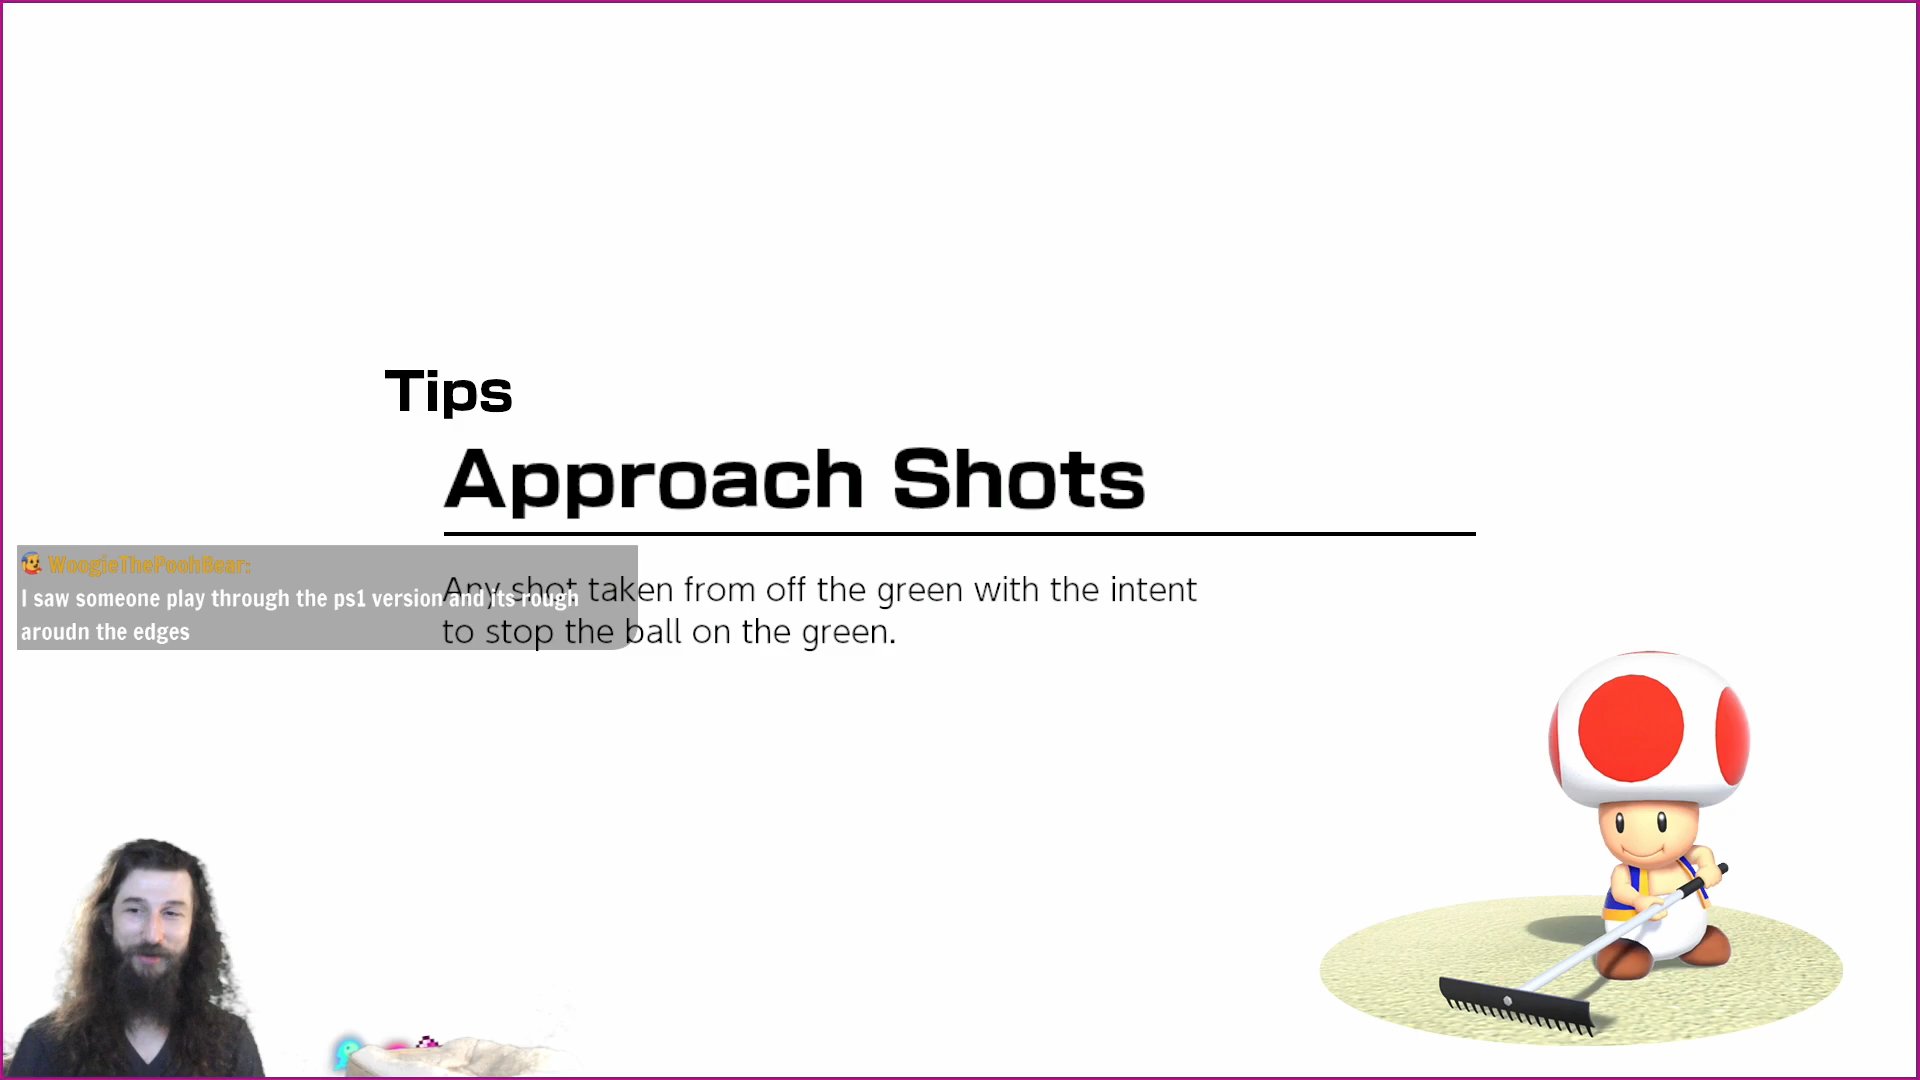 Tips
Approach Shots
WoogieThePoohBear:
I saw someone play through the ps1 version and its rough
aroudn the edges
Any shot taken from off the green with the intent
to stop the ball on the green.